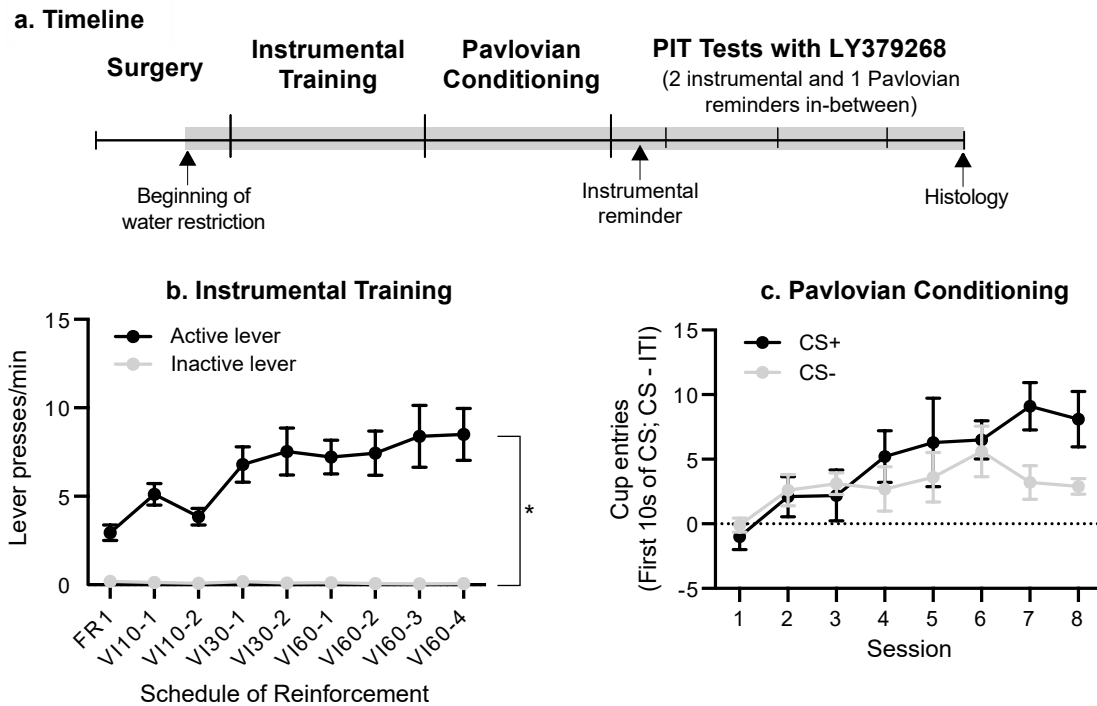 a. Timeline
Surgery
Instrumental
Training
Pavlovian
Conditioning
PIT Tests with LY379268
(2 instrumental and 1 Pavlovian
reminders in-between)
Beginning of
water restriction
Instrumental
reminder
Histology
b. Instrumental Training
15
10
5
0
Lever presses/min
Active lever
Inactive lever
*
FR1
VI10-1
VI10-2
VI30-1
VI30-2
VI60-1
VI60-2
VI60-3
VI60-4
Schedule of Reinforcement
c. Pavlovian Conditioning
15
10
5
0
-5
Cup entries
(First 10s of CS; CS - ITI)
CS+
CS-
1 2 3 4 5 6 7 8
Session